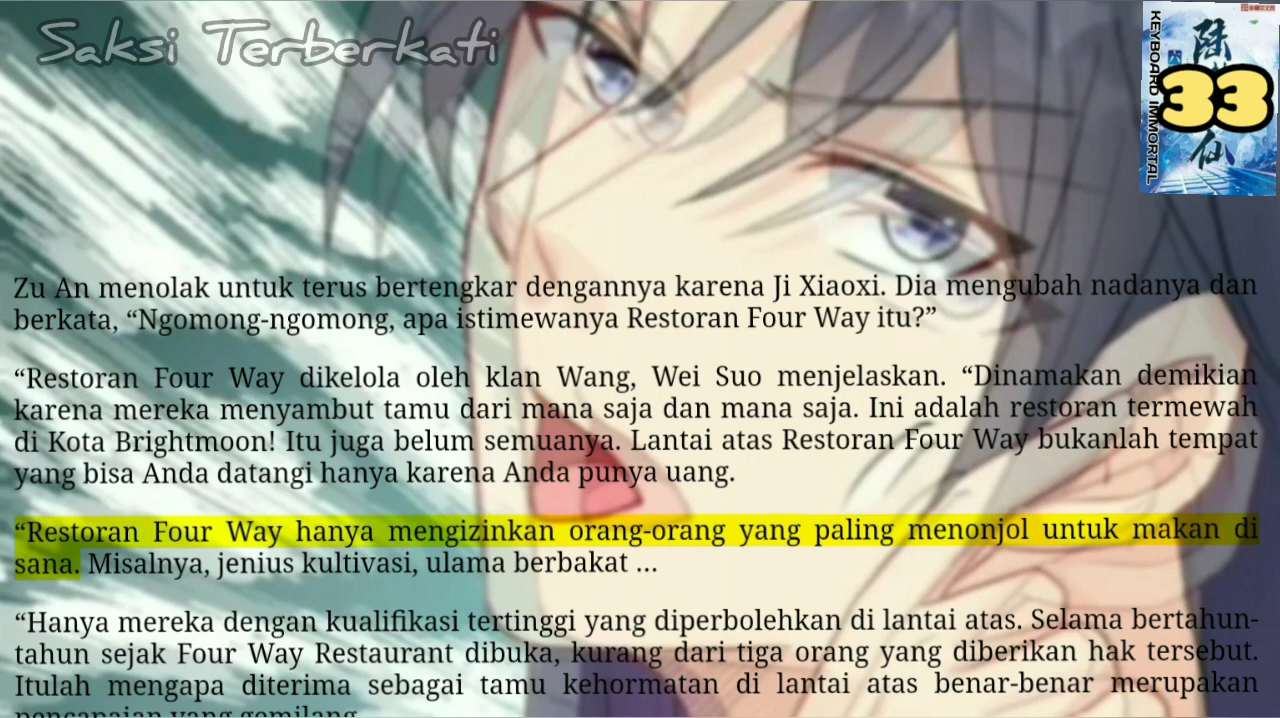 Saksi Terberkati
KEYBOARD IMMORTAL
陆
仙
33
Zu An menolak untuk terus bertengkar dengannya karena Ji Xiaoxi. Dia mengubah nadanya dan
berkata, “Ngomong-ngomong, apa istimewanya Restoran Four Way itu?”
“Restoran Four Way dikelola oleh klan Wang, Wei Suo menjelaskan. “Dinamakan demikian
karena mereka menyambut tamu dari mana saja dan mana saja. Ini adalah restoran termewah
di Kota Brightmoon! Itu juga belum semuanya. Lantai atas Restoran Four Way bukanlah tempat
yang bisa Anda datangi hanya karena Anda punya uang.
“Restoran Four Way hanya mengizinkan orang-orang yang paling menonjol untuk makan di
sana. Misalnya, jenius kultivasi, ulama berbakat ...
“Hanya mereka dengan kualifikasi tertinggi yang diperbolehkan di lantai atas. Selama bertahun-
tahun sejak Four Way Restaurant dibuka, kurang dari tiga orang yang diberikan hak tersebut.
Itulah mengapa diterima sebagai tamu kehormatan di lantai atas benar-benar merupakan
pencapaian yang gemilang